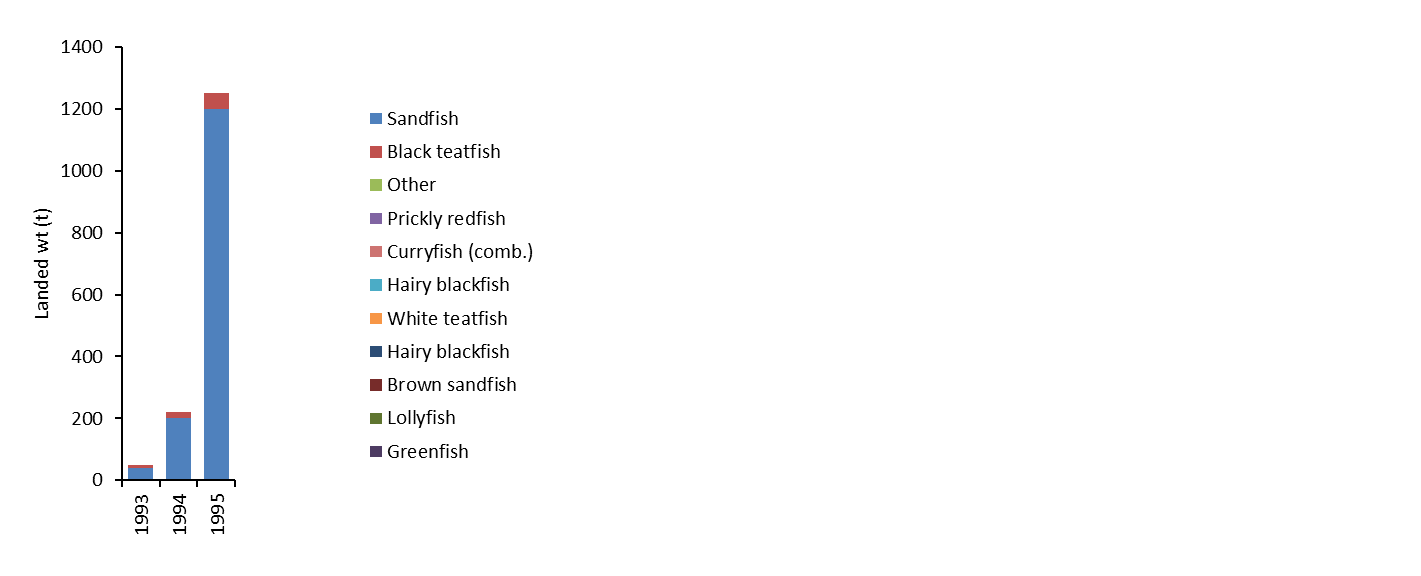 Landed wt (t)
1400
1200
1000
800
600
400
200
0
1993
1994
1995
Sandfish
Black teatfish
Other
Prickly redfish
Curryfish (comb.)
Hairy blackfish
White teatfish
Hairy blackfish
Brown sandfish
Lollyfish
Greenfish